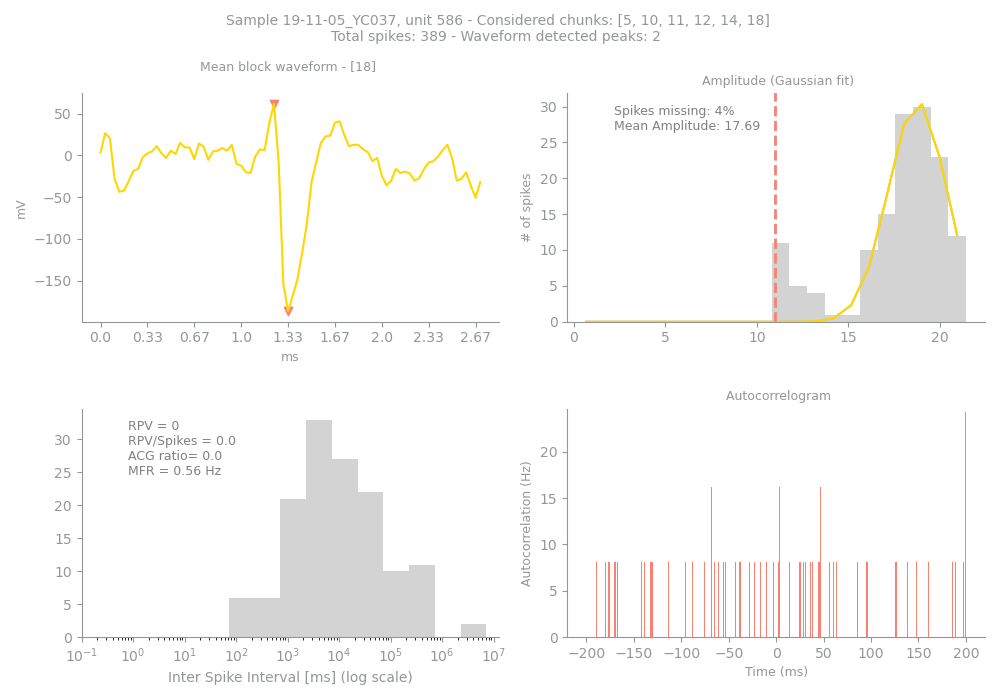 Sample 19-11-05_YC037, unit 586 - Considered chunks: [5, 10, 11, 12, 14, 18]
Total spikes: 389 - Waveform detected peaks: 2
Mean block waveform - [18]
50
0
−50
−100
−150
mV
0.0 0.33 0.67 1.0 1.33 1.67 2.0 2.33 2.67
ms
Amplitude (Gaussian fit)
Spikes missing: 4%
Mean Amplitude: 17.69
30
25
20
15
10
5
0
# of spikes
0 5 10 15 20
RPV = 0
RPV/Spikes = 0.0
ACG ratio= 0.0
MFR = 0.56 Hz
30
25
20
15
10
5
0
10⁻¹ 10⁰ 10¹ 10² 10³ 10⁴ 10⁵ 10⁶ 10⁷
Inter Spike Interval [ms] (log scale)
Autocorrelogram
20
15
10
5
0
Autocorrelation (Hz)
−200 −150 −100 −50 0 50 100 150 200
Time (ms)